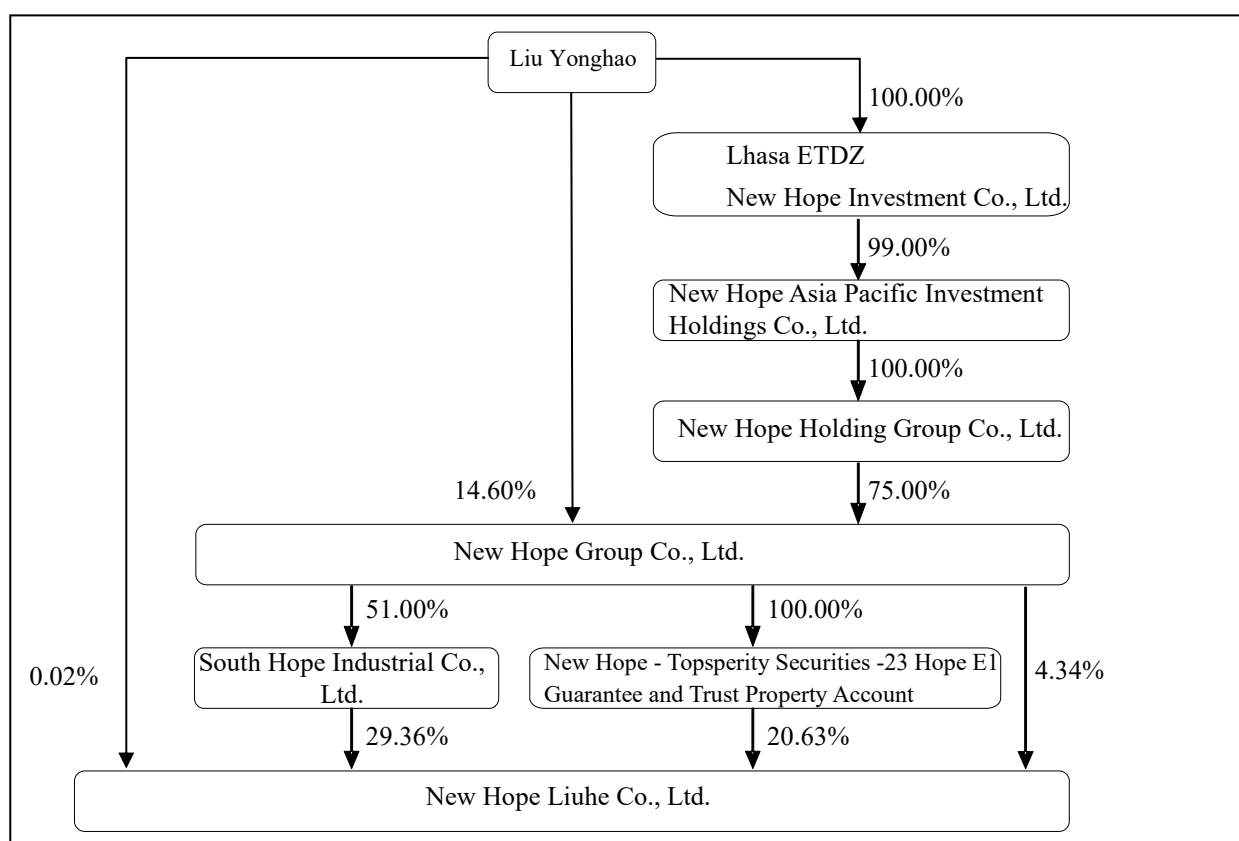 Liu Yonghao
100.00%
Lhasa ETDZ
New Hope Investment Co., Ltd.
99.00%
New Hope Asia Pacific Investment
Holdings Co., Ltd.
100.00%
New Hope Holding Group Co., Ltd.
14.60%
75.00%
New Hope Group Co., Ltd.
51.00%
100.00%
South Hope Industrial Co.,
Ltd.
New Hope - Topsperity Securities -23 Hope E1
Guarantee and Trust Property Account
0.02%
4.34%
29.36%
20.63%
New Hope Liuhe Co., Ltd.